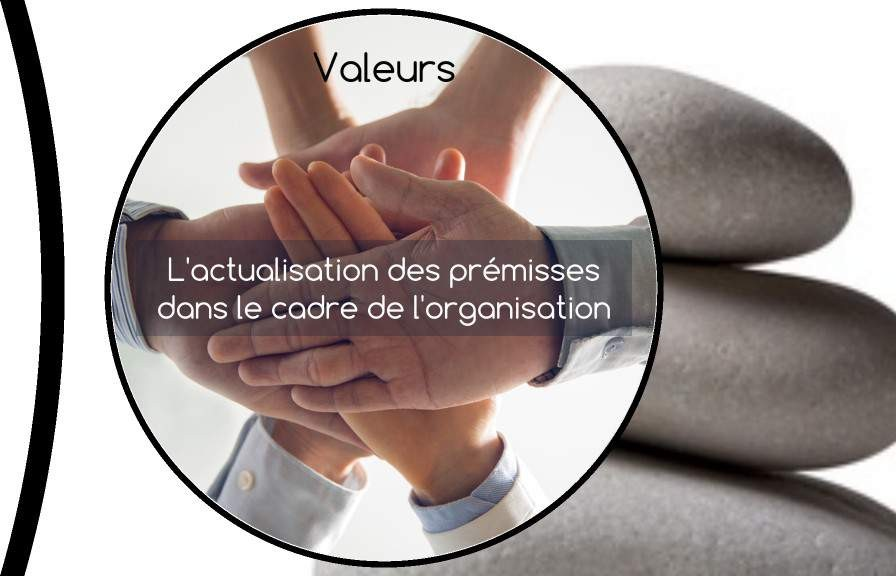 Valeurs
L'actualisation des prémisses
dans le cadre de l'organisation